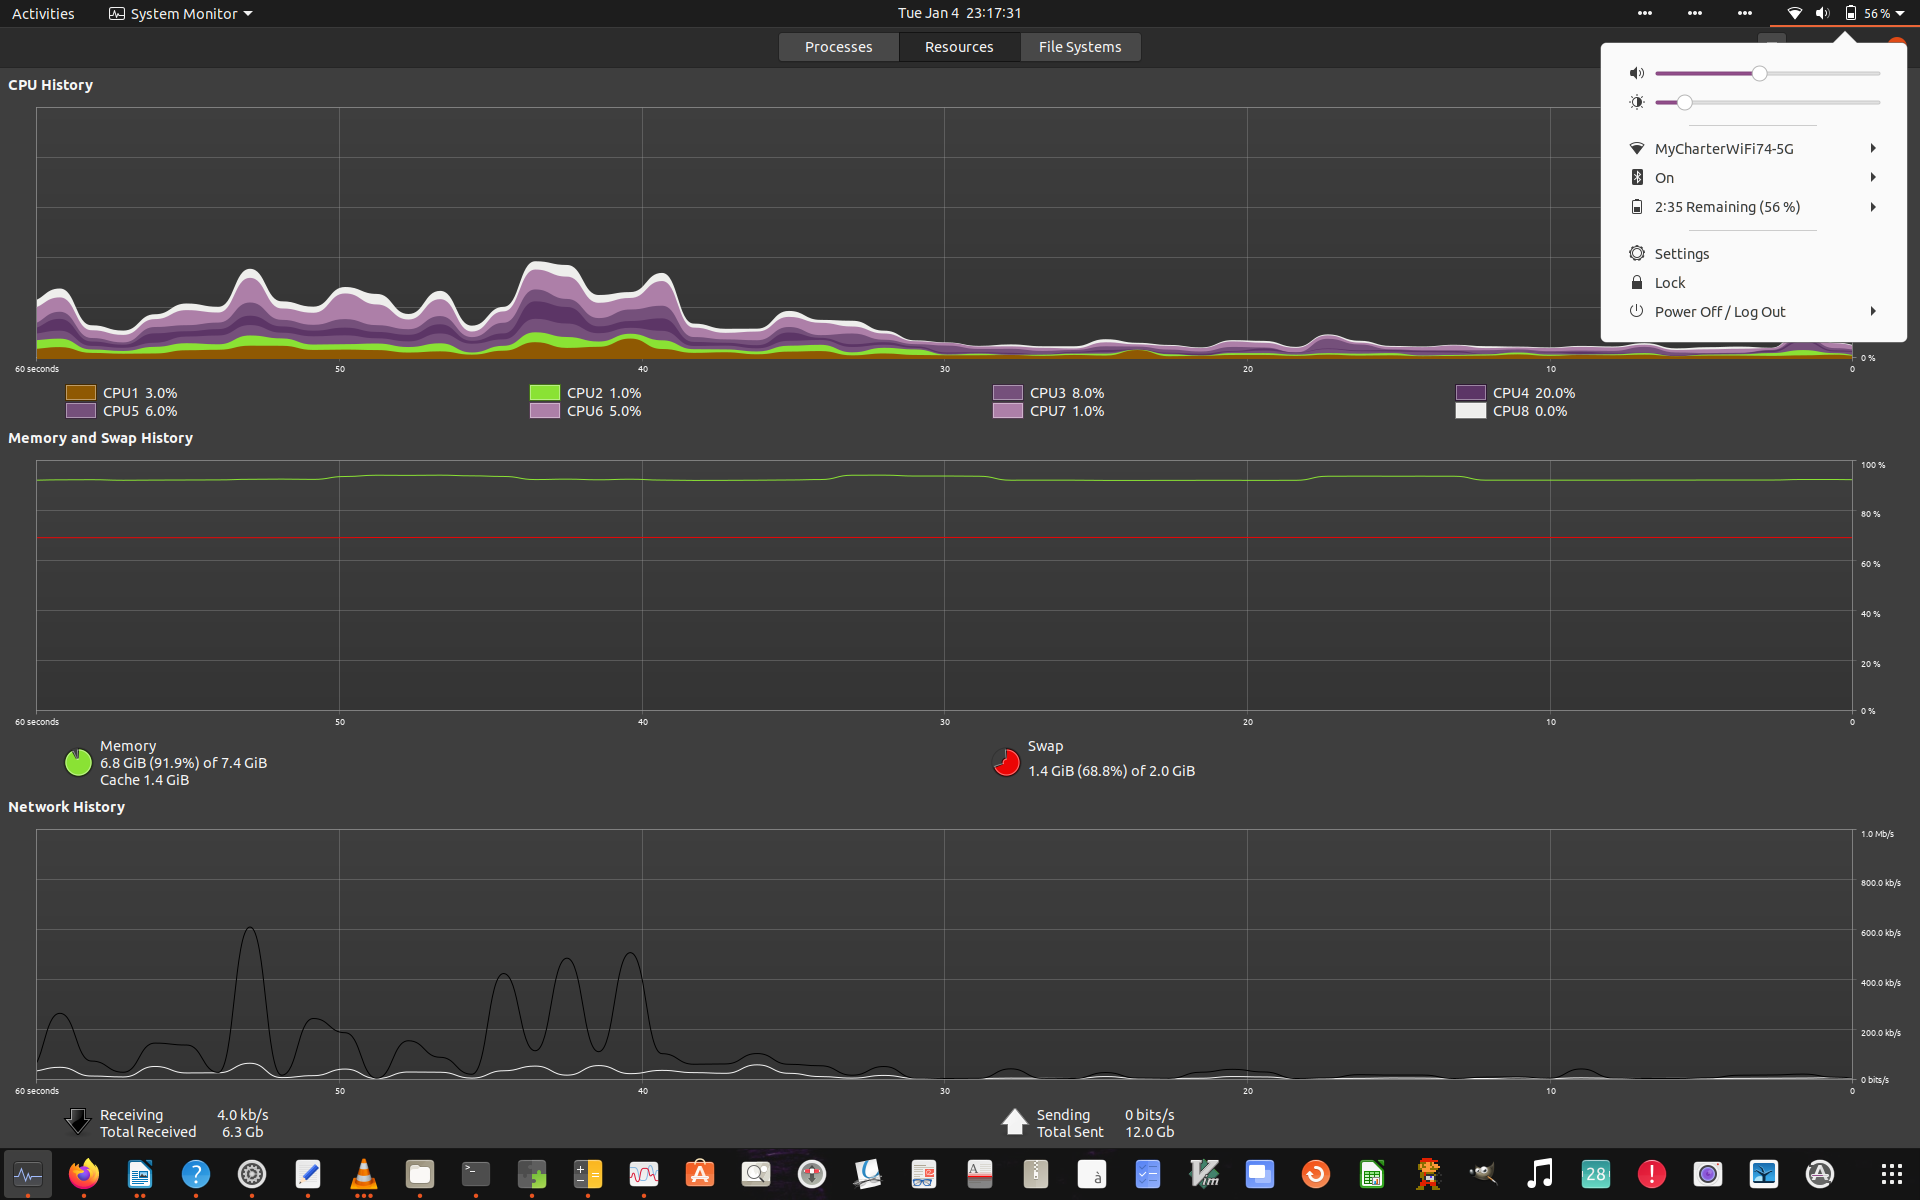 Activities System Monitor Tue Jan 4 23:17:31 56 %
Processes Resources File Systems
CPU History
MyCharterWiFi74-5G
On
2:35 Remaining (56 %)
Settings
Lock
Power Off / Log Out
0 %
60 seconds 50 40 30 20 10 0
CPU1 3.0% CPU2 1.0% CPU3 8.0% CPU4 20.0%
CPU5 6.0% CPU6 5.0% CPU7 1.0% CPU8 0.0%
Memory and Swap History
100 %
80 %
60 %
40 %
20 %
0 %
60 seconds 50 40 30 20 10 0
Memory
6.8 GiB (91.9%) of 7.4 GiB
Cache 1.4 GiB
Swap
1.4 GiB (68.8%) of 2.0 GiB
Network History
1.0 Mb/s
800.0 kb/s
600.0 kb/s
400.0 kb/s
200.0 kb/s
0 bits/s
60 seconds 50 40 30 20 10 0
Receiving 4.0 kb/s
Total Received 6.3 Gb
Sending 0 bits/s
Total Sent 12.0 Gb
? >_ A à Vim 28 !